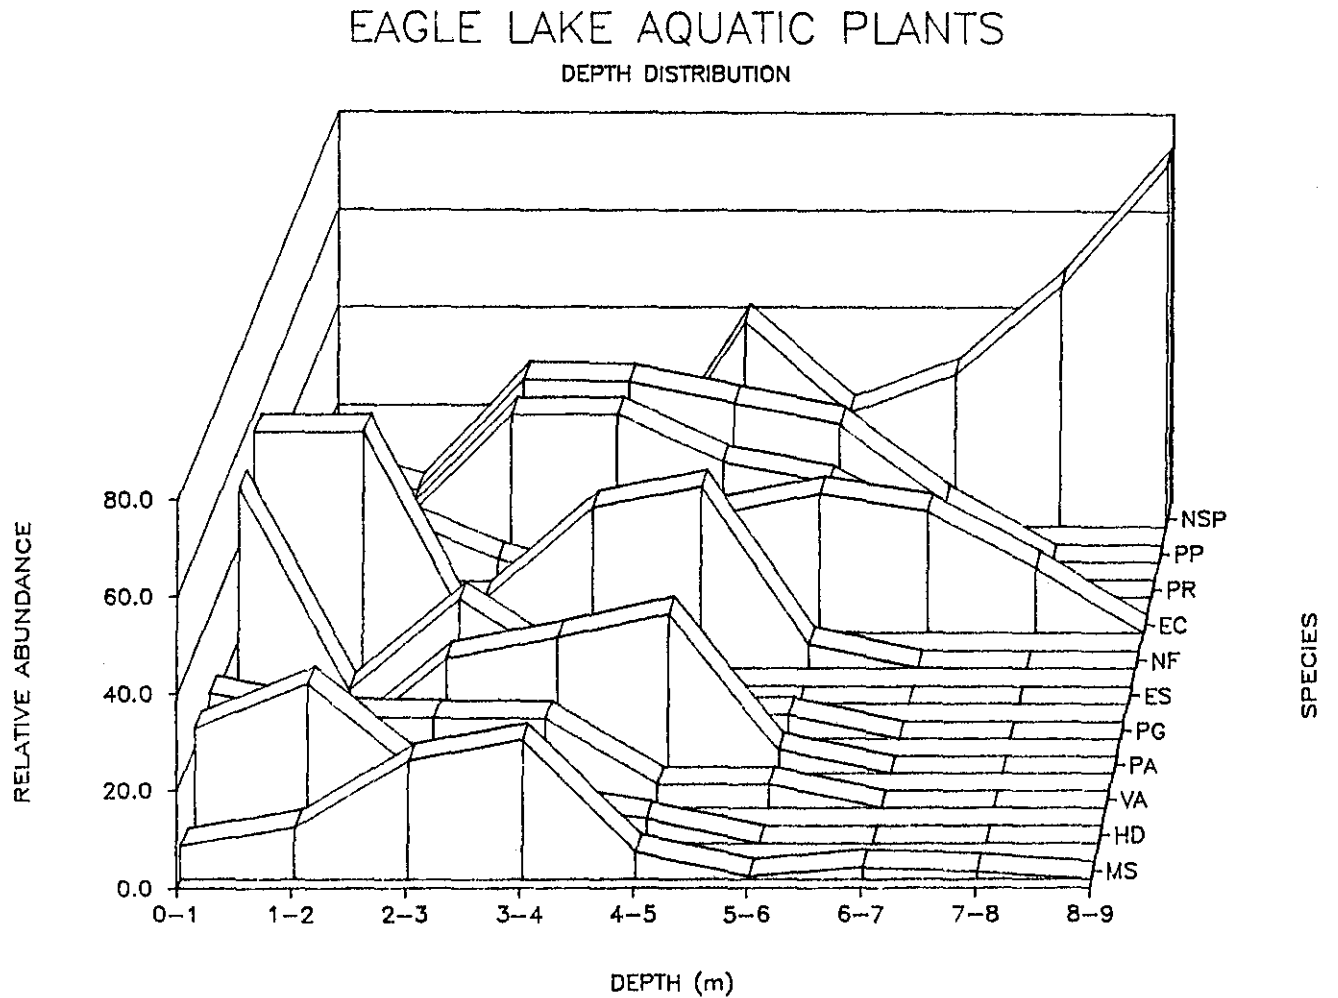 EAGLE LAKE AQUATIC PLANTS
DEPTH DISTRIBUTION
RELATIVE ABUNDANCE
80.0
60.0
40.0
20.0
0.0
0-1 1-2 2-3 3-4 4-5 5-6 6-7 7-8 8-9
DEPTH (m)
NSP
PP
PR
EC
NF
ES
PG
PA
VA
HD
MS
SPECIES